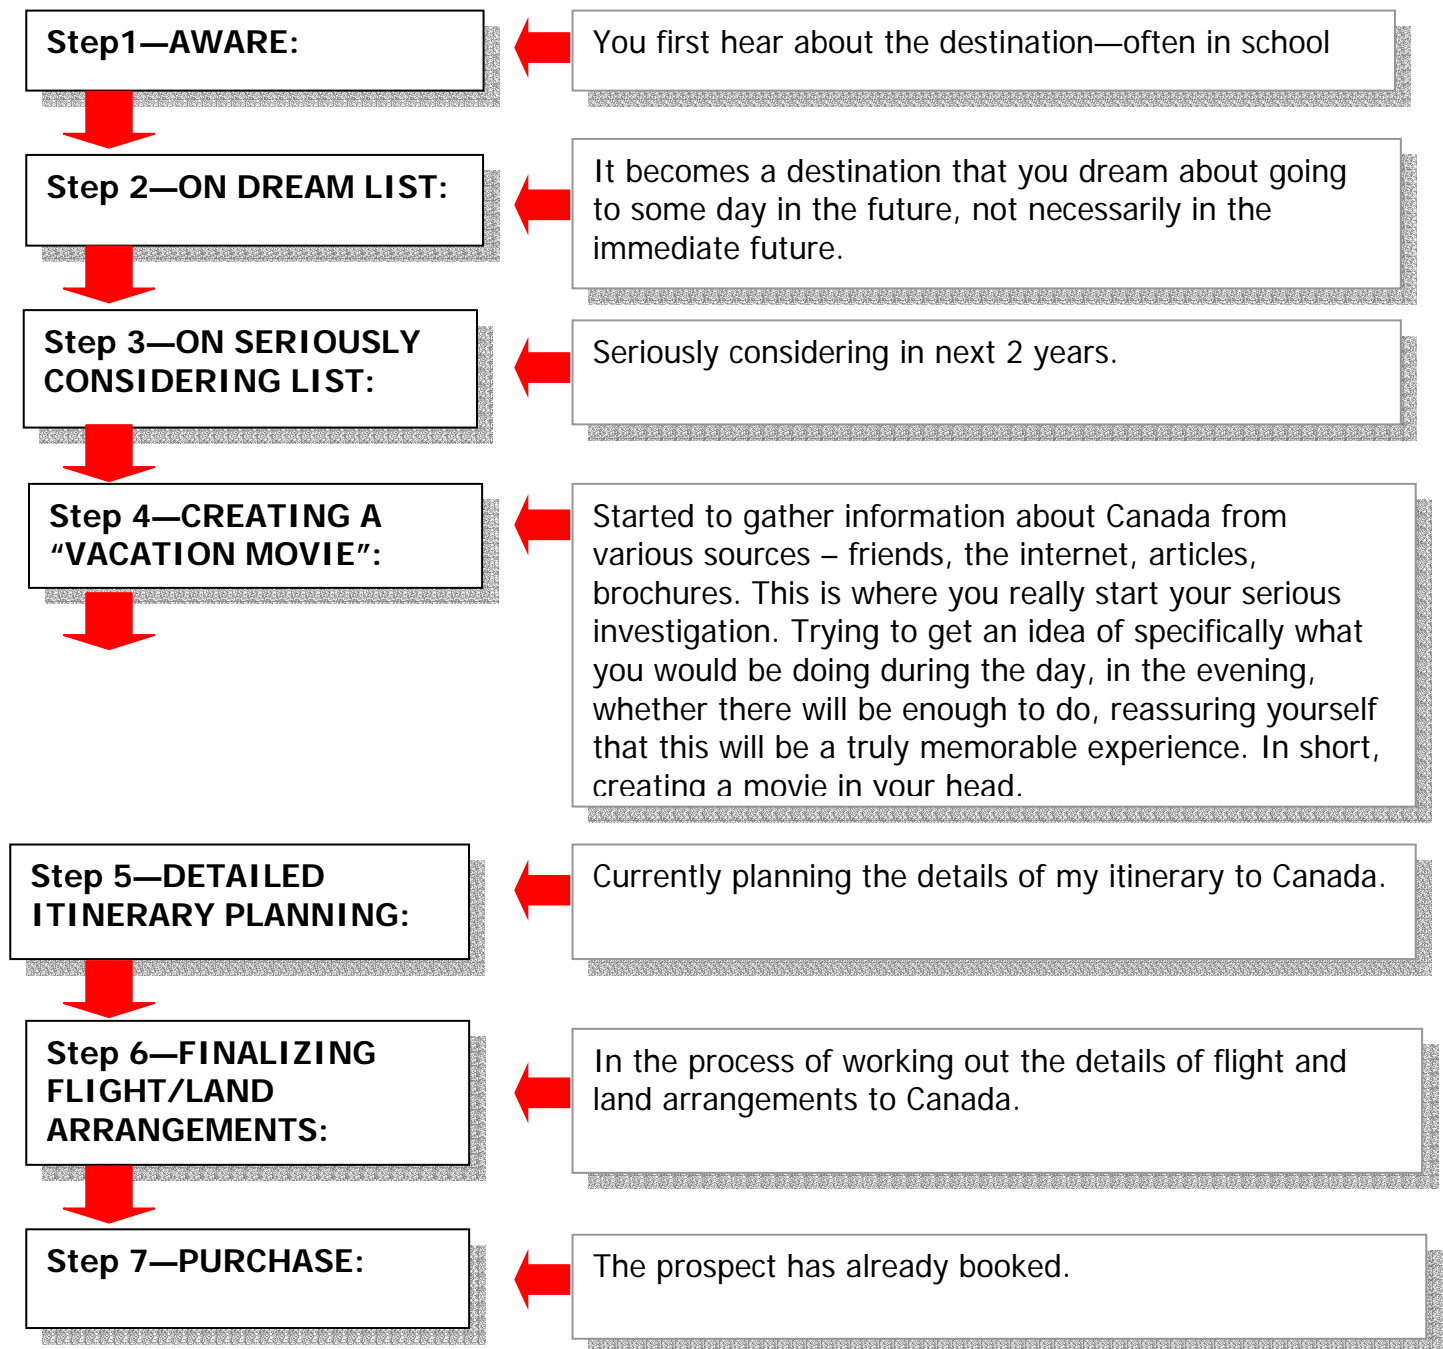 Step1—AWARE:
You first hear about the destination—often in school
Step 2—ON DREAM LIST:
It becomes a destination that you dream about going
to some day in the future, not necessarily in the
immediate future.
Step 3—ON SERIOUSLY
CONSIDERING LIST:
Seriously considering in next 2 years.
Step 4—CREATING A
“VACATION MOVIE”:
Started to gather information about Canada from
various sources – friends, the internet, articles,
brochures. This is where you really start your serious
investigation. Trying to get an idea of specifically what
you would be doing during the day, in the evening,
whether there will be enough to do, reassuring yourself
that this will be a truly memorable experience. In short,
creating a movie in your head.
Step 5—DETAILED
ITINERARY PLANNING:
Currently planning the details of my itinerary to Canada.
Step 6—FINALIZING
FLIGHT/LAND
ARRANGEMENTS:
In the process of working out the details of flight and
land arrangements to Canada.
Step 7—PURCHASE:
The prospect has already booked.